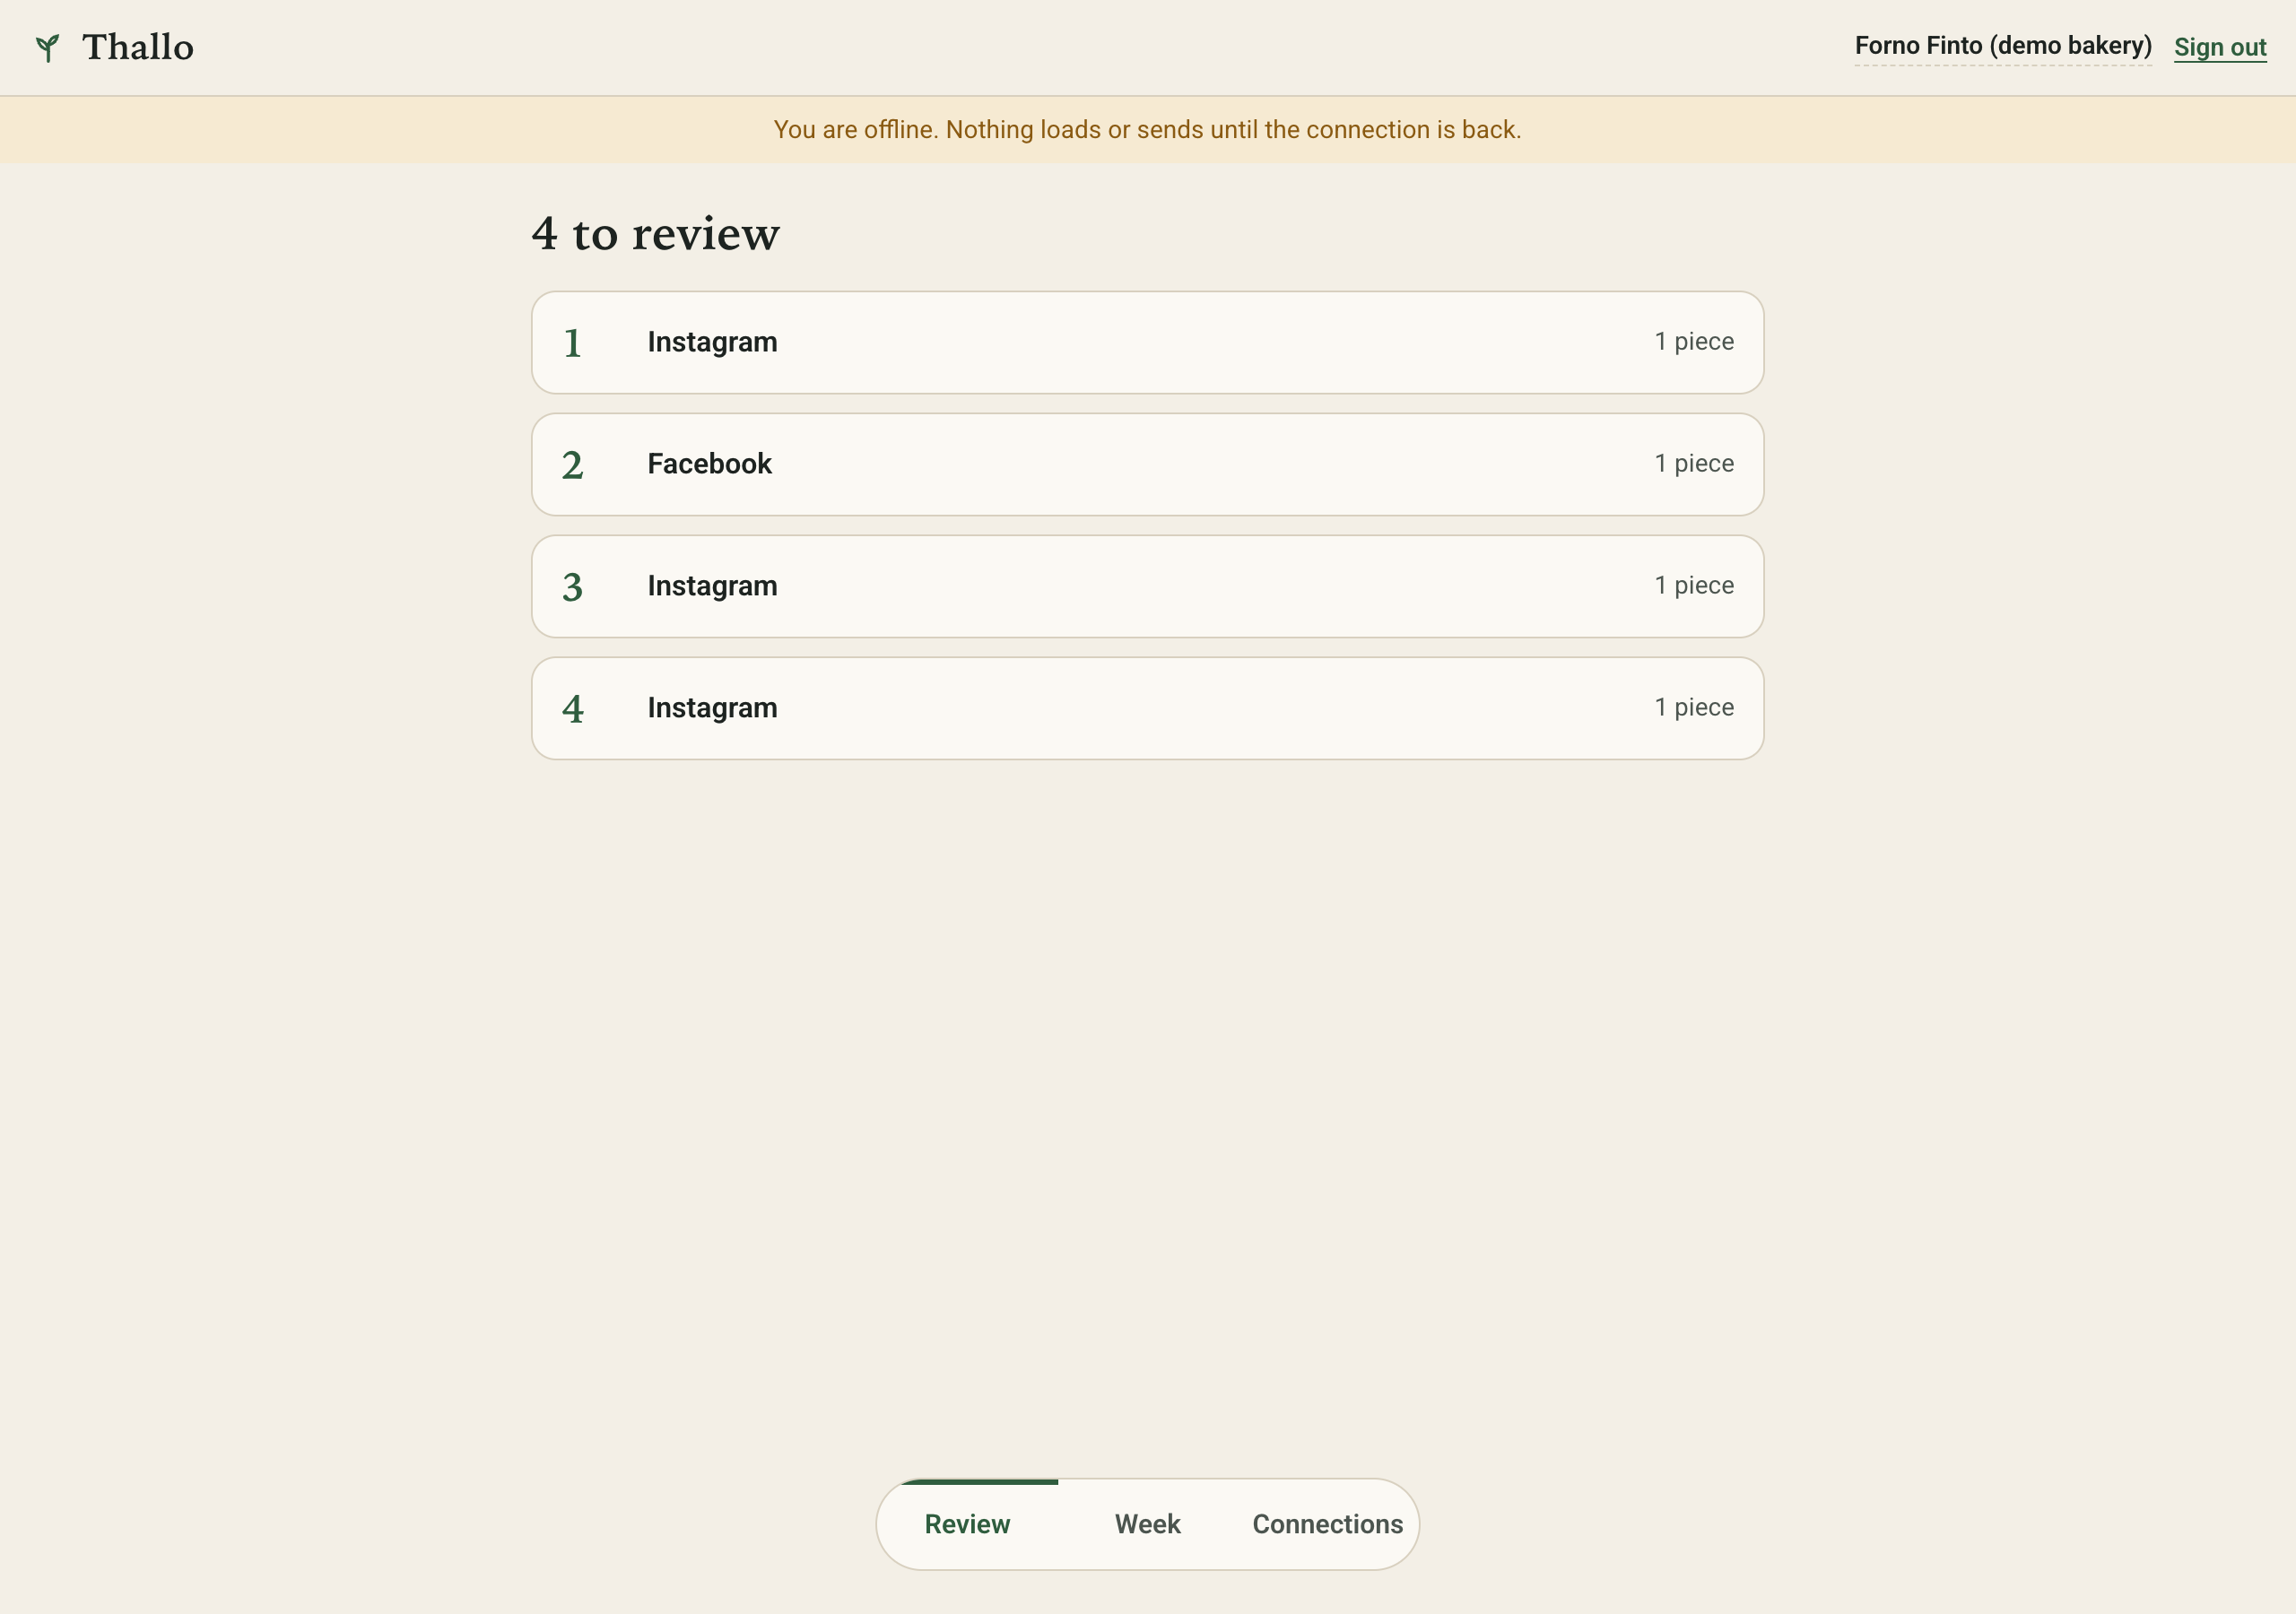 Thallo
Forno Finto (demo bakery) Sign out
You are offline. Nothing loads or sends until the connection is back.
4 to review
1 Instagram 1 piece
2 Facebook 1 piece
3 Instagram 1 piece
4 Instagram 1 piece
Review Week Connections